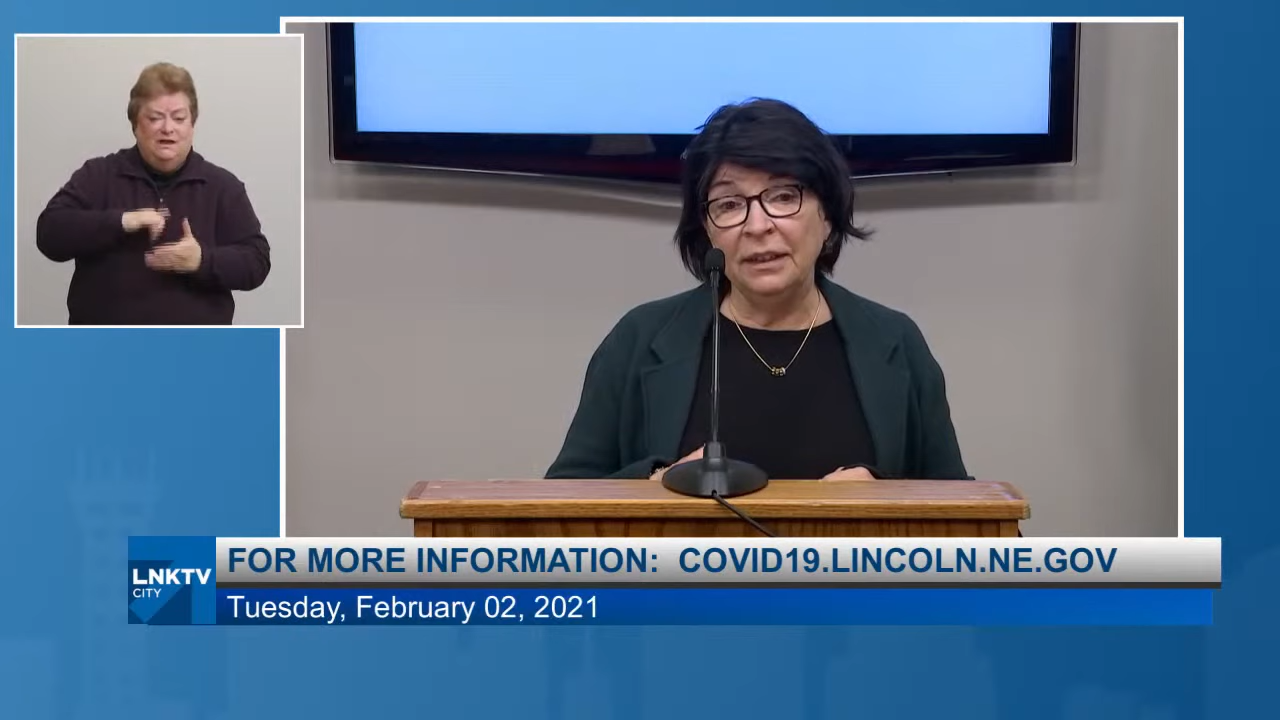 FOR MORE INFORMATION: COVID19.LINCOLN.NE.GOV
LNKTV
CITY
Tuesday, February 02, 2021